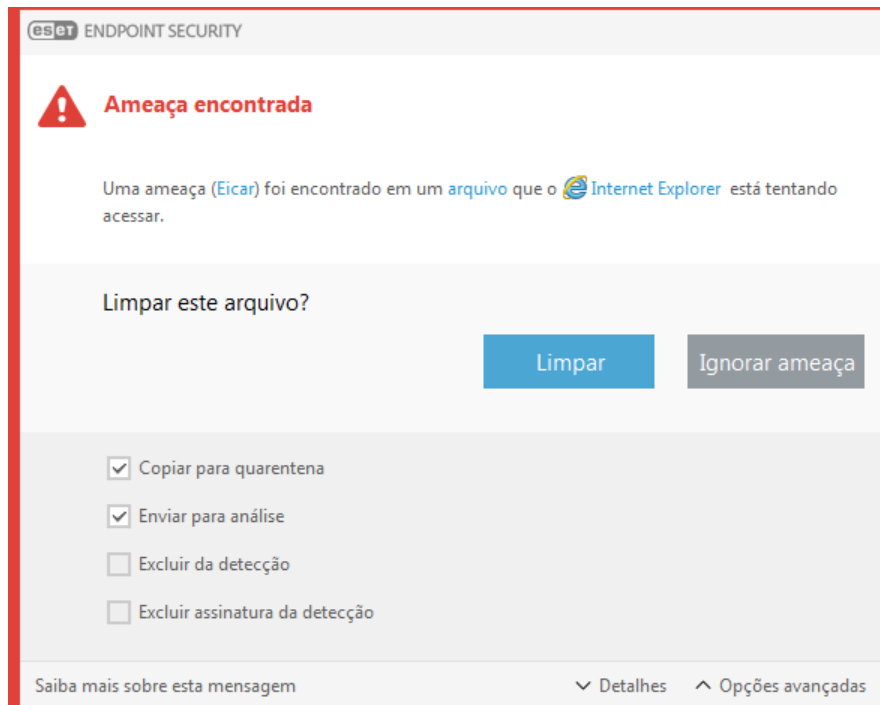 eset ENDPOINT SECURITY
Ameaça encontrada
Uma ameaça (Eicar) foi encontrado em um arquivo que o Internet Explorer está tentando
acessar.
Limpar este arquivo?
Limpar Ignorar ameaça
Copiar para quarentena
Enviar para análise
Excluir da detecção
Excluir assinatura da detecção
Saiba mais sobre esta mensagem Detalhes Opções avançadas